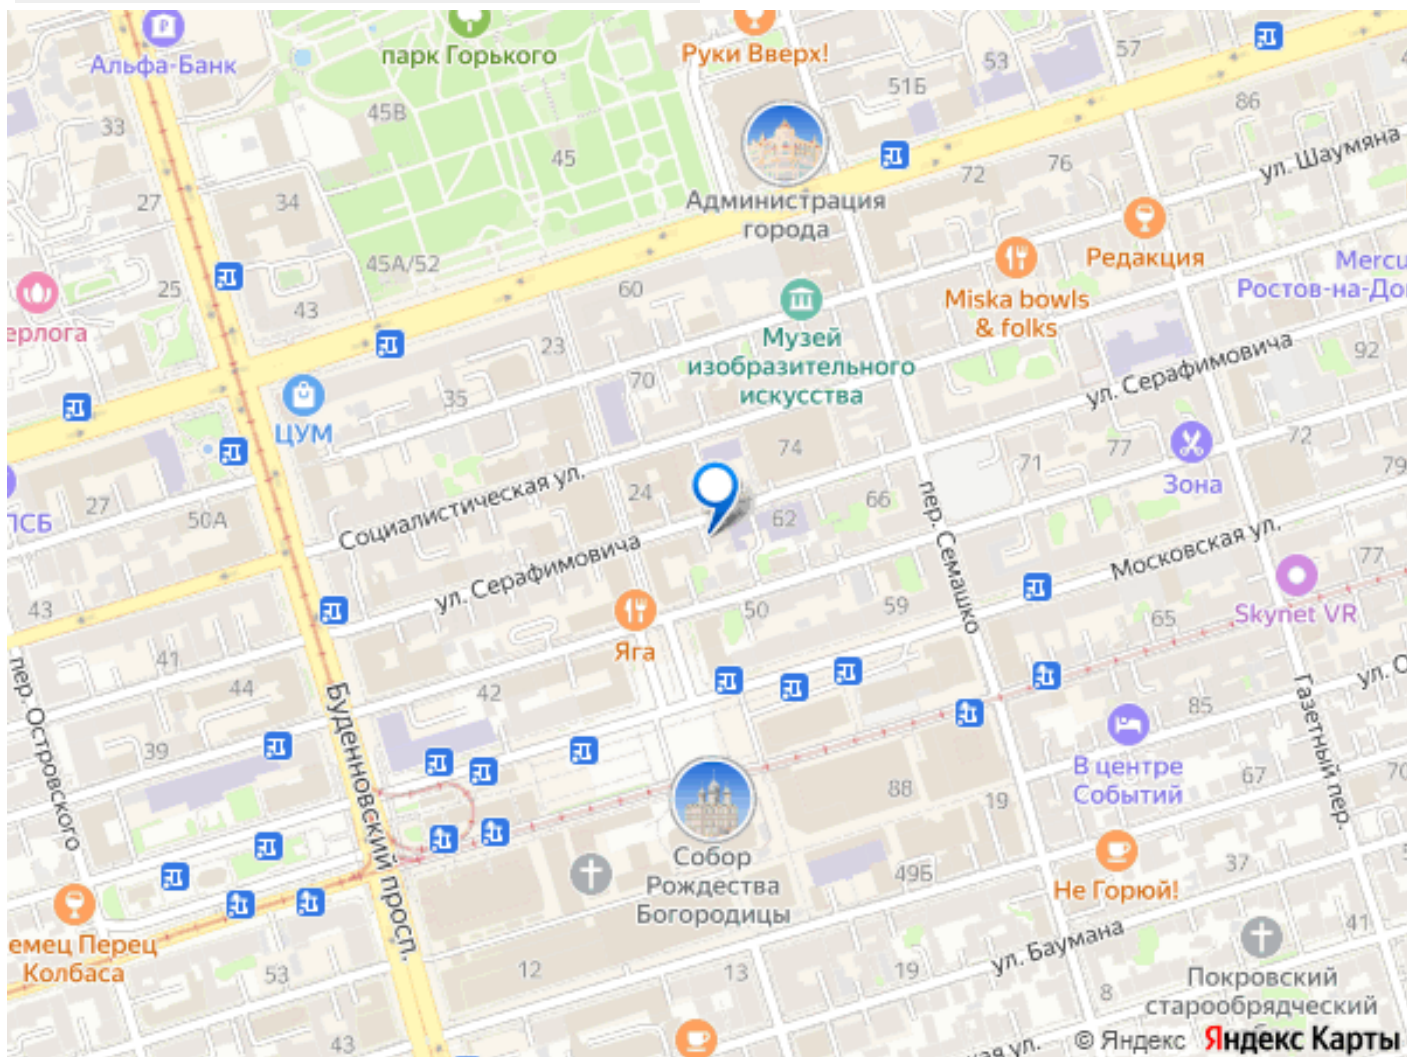 Альфа-Банк
парк Горького
Руки Вверх!
57
53
51Б
86
45В
33
45
76
72
ул. Шаумяна
27
34
Администрация
города
Редакция
45А/52
Miska bowls
& folks
Mercu
Ростов-на-До
25
43
60
ерлога
23
Музей
изобразительного
искусства
70
35
ул. Серафимовича
92
ЦУМ
74
77
72
71
79
Зона
27
ПСБ
50А
24
Социалистическая ул.
66
62
пер. Семашко
Московская ул.
77
ул. Серафимовича
43
50
59
65
Skynet VR
Яга
41
44
42
пер. Островского
Буденновский просп.
39
85
ул. О
Газетный пер.
В центре
Событий
67
70
88
19
Собор
Рождества
Богородицы
49Б
37
Не Горюй!
41
емец Перец
Колбаса
53
12
13
19
ул. Баумана
8
Покровский
старообрядческий
43
ая ул.
© Яндекс Яндекс Карты